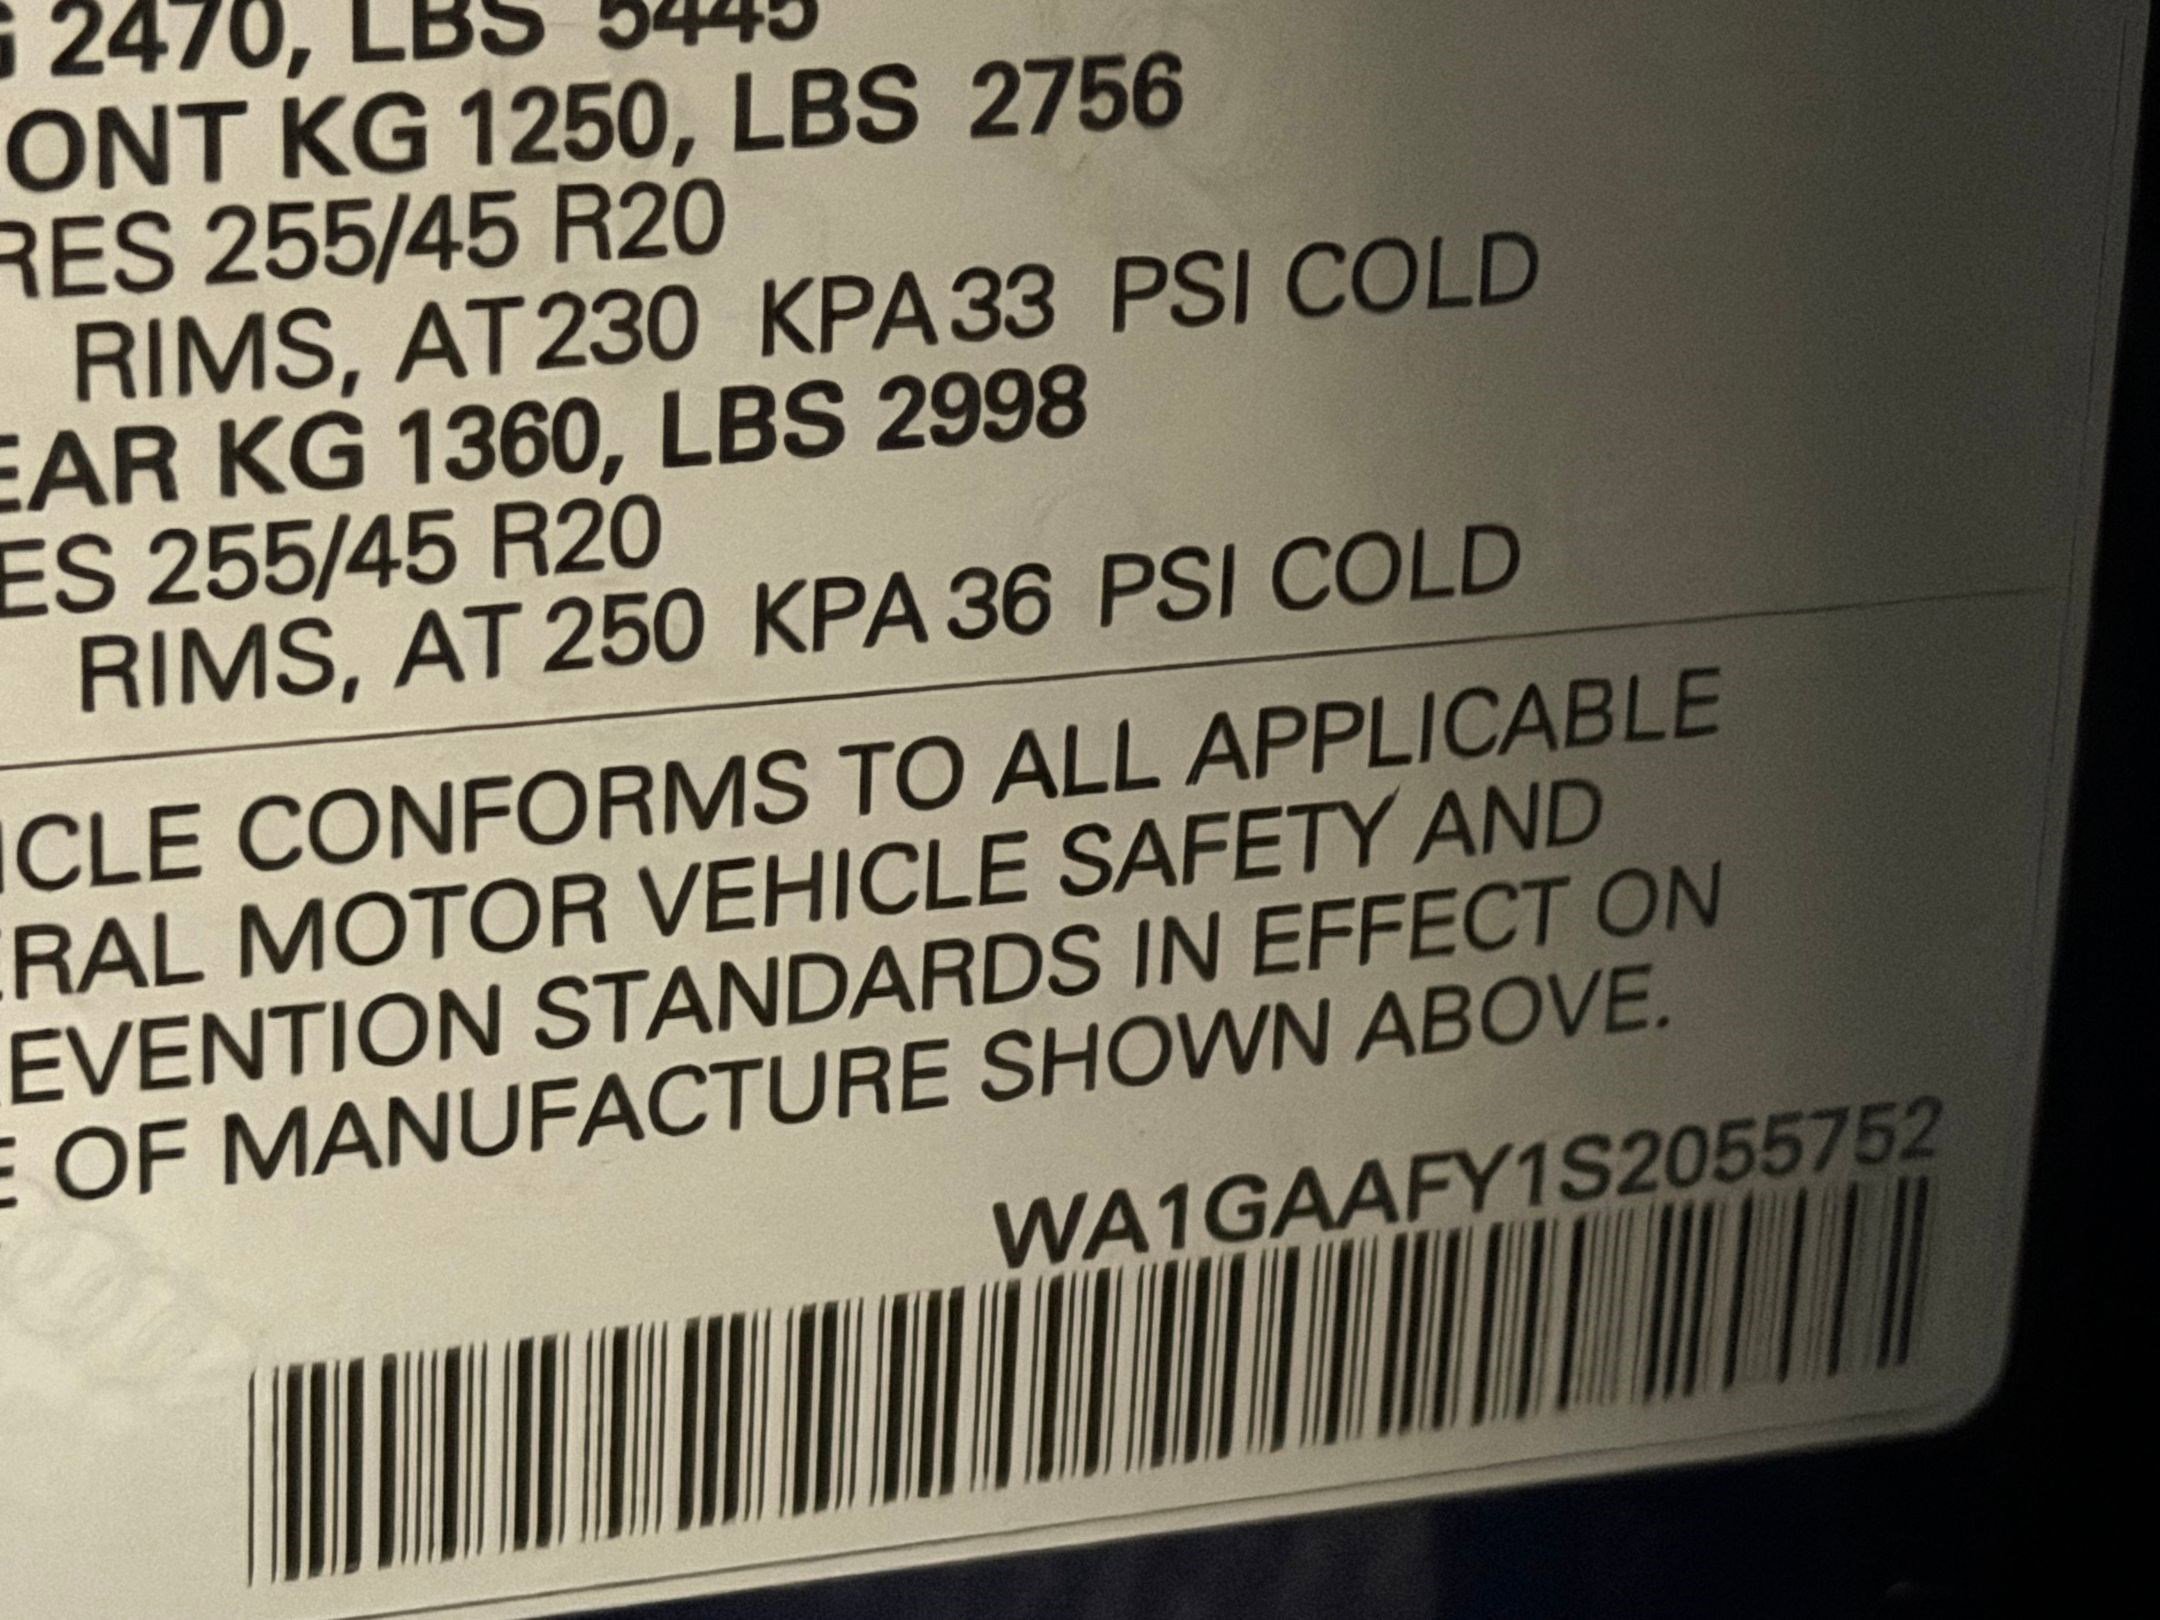 2470, LBS 5445
ONT KG 1250, LBS 2756
RES 255/45 R20
RIMS, AT 230 KPA 33 PSI COLD
EAR KG 1360, LBS 2998
ES 255/45 R20
RIMS, AT 250 KPA 36 PSI COLD
ICLE CONFORMS TO ALL APPLICABLE
ERAL MOTOR VEHICLE SAFETY AND
REVENTION STANDARDS IN EFFECT ON
E OF MANUFACTURE SHOWN ABOVE.
WA1GAAFY1S2055752